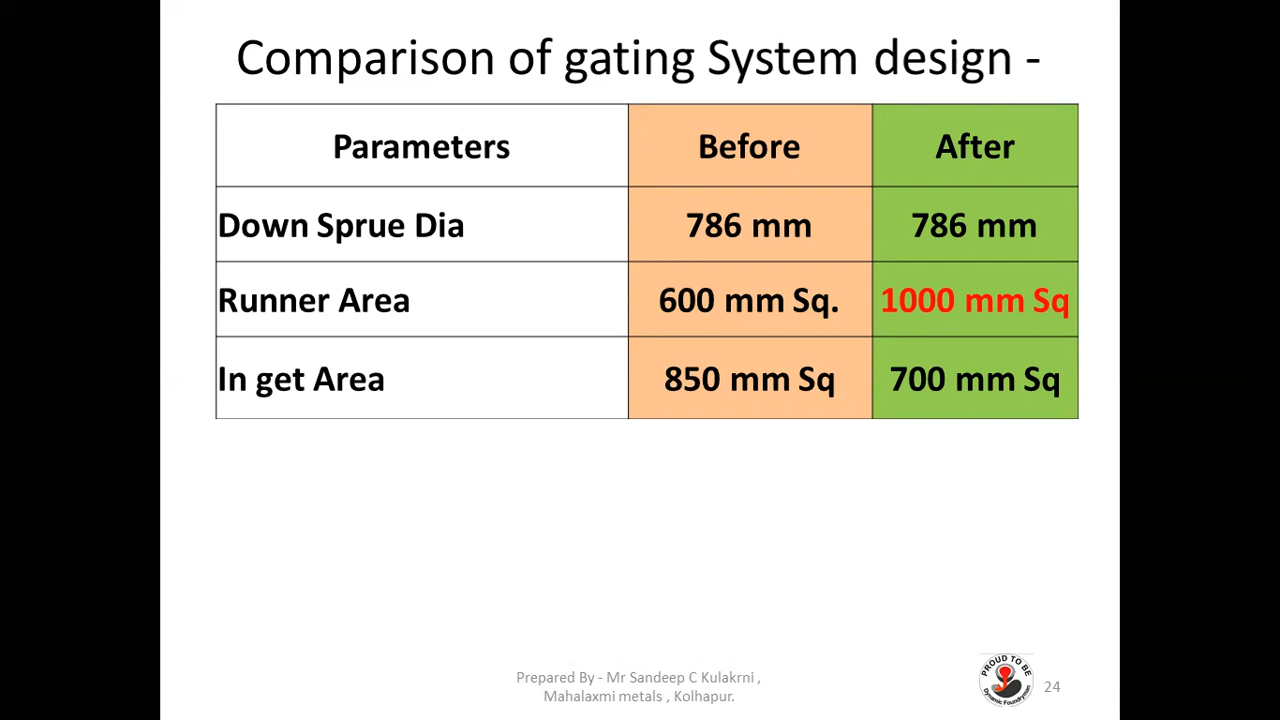 Comparison of gating System design -
Parameters Before After
Down Sprue Dia 786 mm 786 mm
Runner Area 600 mm Sq. 1000 mm Sq
In get Area 850 mm Sq 700 mm Sq
Prepared By - Mr Sandeep C Kulakrni ,
Mahalaxmi metals , Kolhapur.
PROUD TO BE
Dynamic Foundryman
24